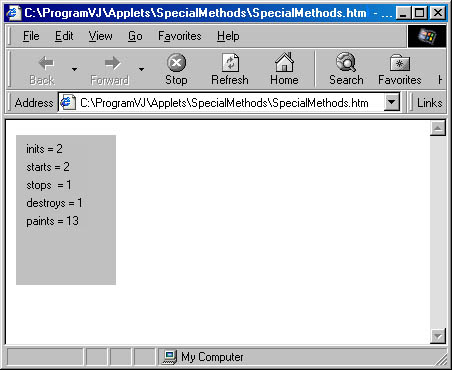 C:\ProgramVJ\Applets\SpecialMethods\SpecialMethods.htm - ...
File Edit View Go Favorites Help
Back Forward Stop Refresh Home Search Favorites H
Address C:\ProgramVJ\Applets\SpecialMethods\SpecialMethods.htm Links
inits = 2
starts = 2
stops = 1
destroys = 1
paints = 13
My Computer